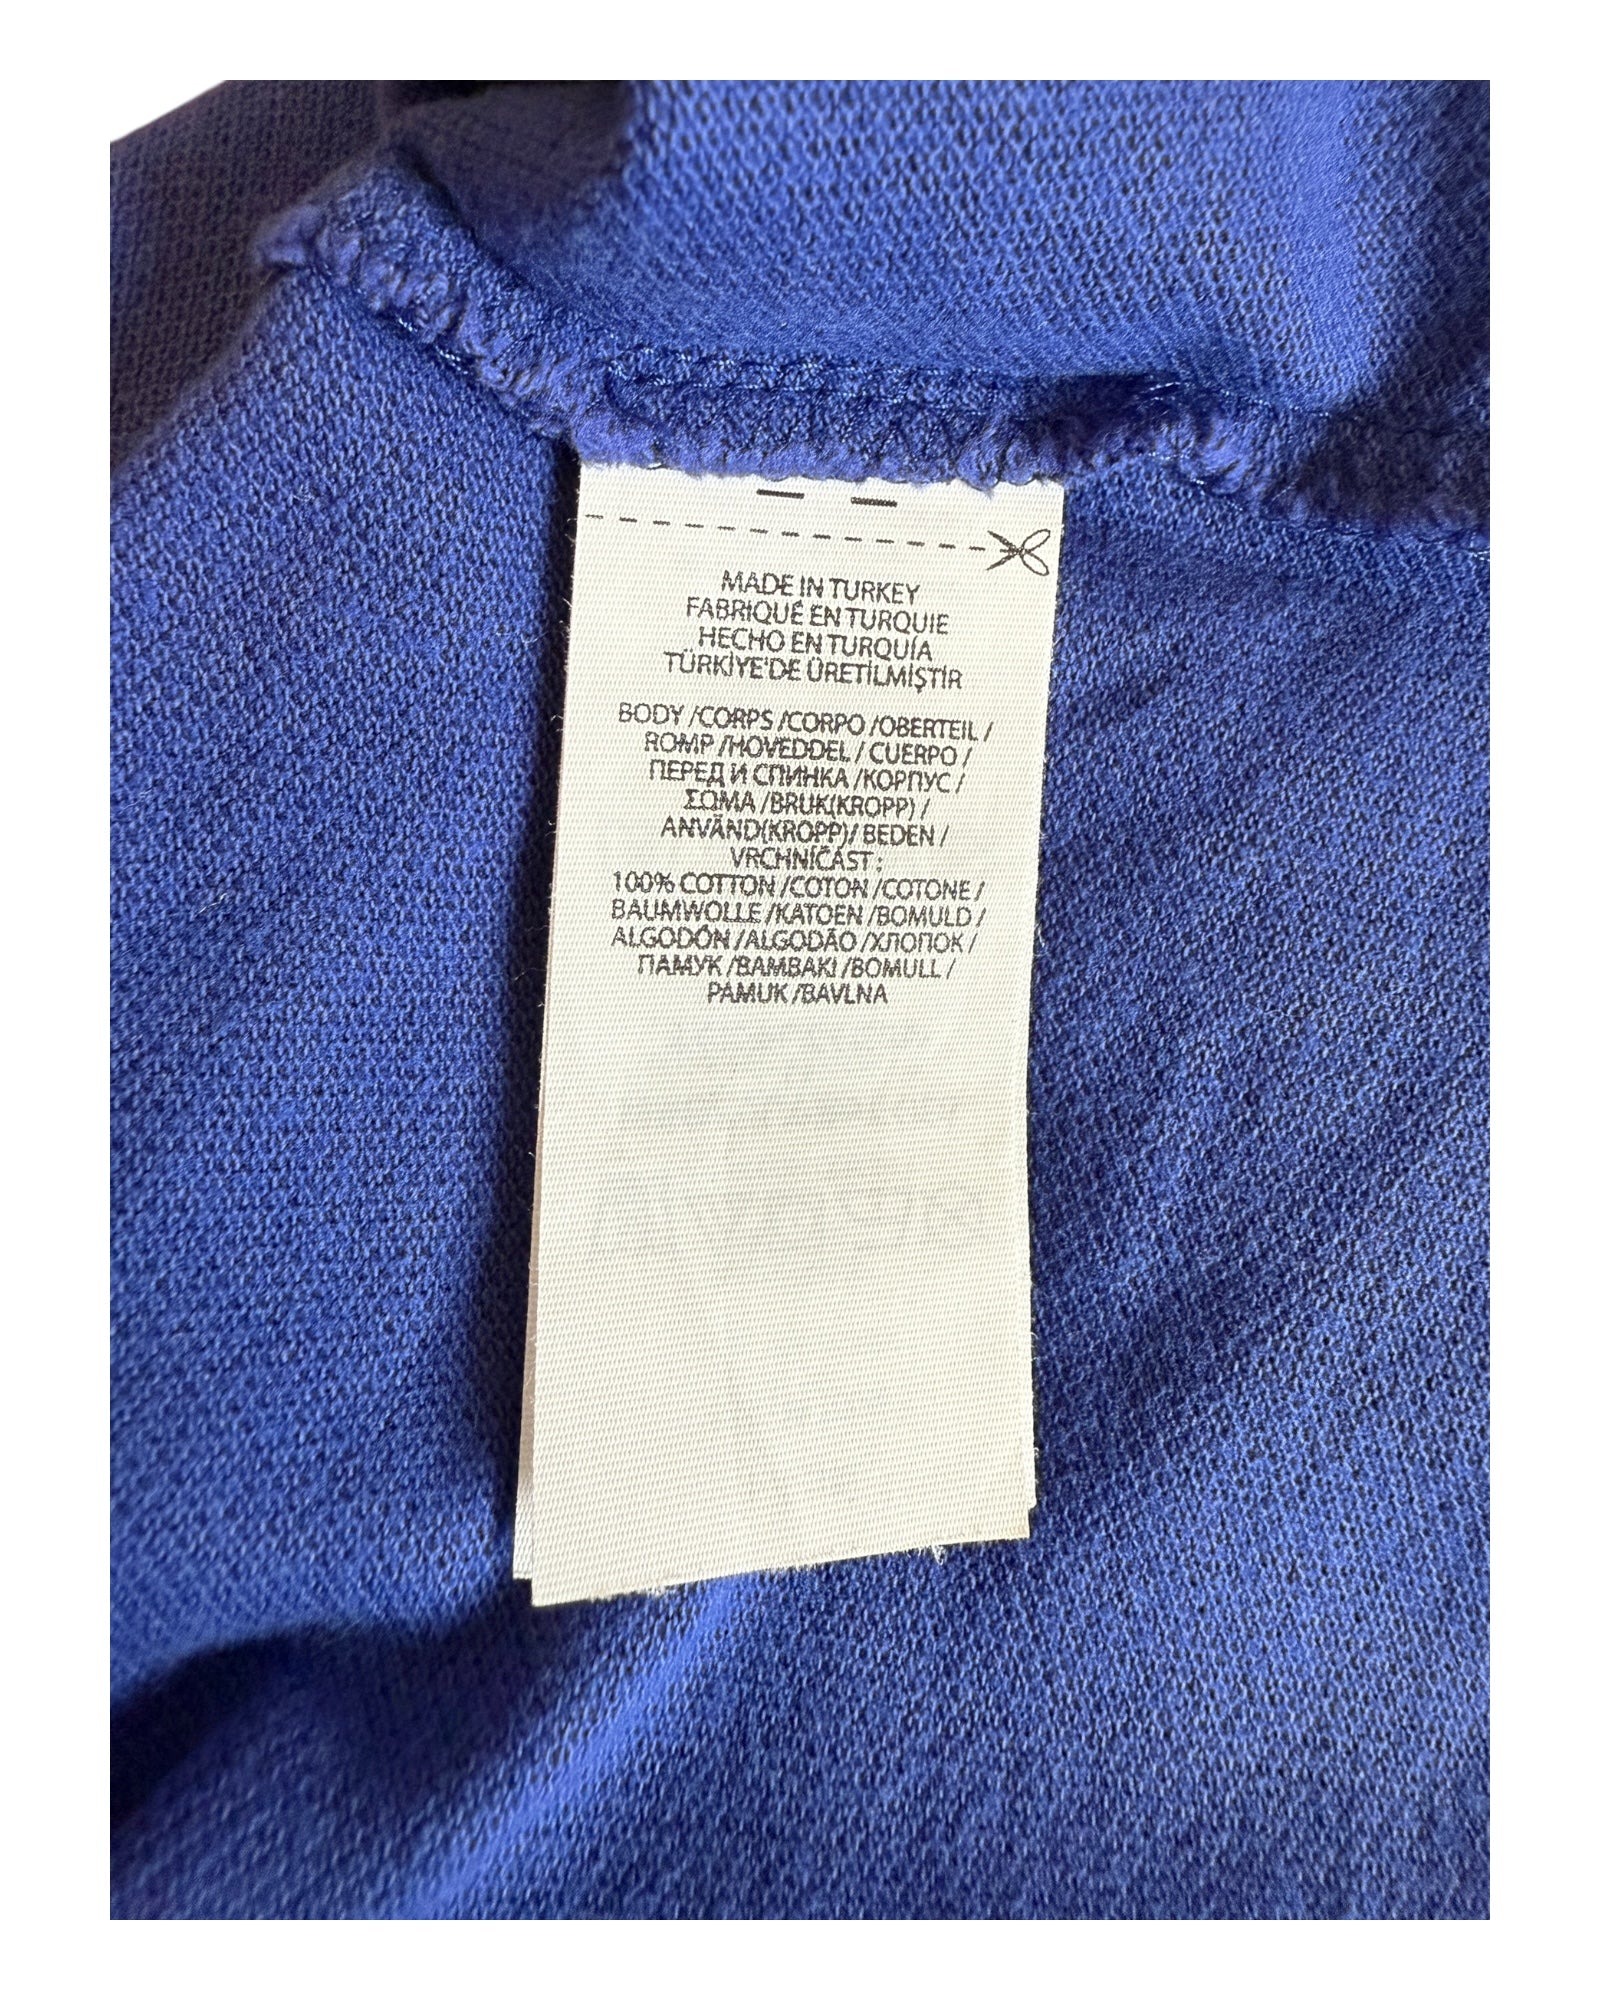 MADE IN TURKEY
FABRIQUÉ EN TURQUIE
HECHO EN TURQUÍA
TÜRKİYE'DE ÜRETİLMİŞTİR
BODY /CORPS /CORPO /OBERTEIL /
ROMP /HOVEDDEL / CUERPO /
ПЕРЕД И СПИНКА /КОРПУС /
ΣΩΜΑ /BRUK(KROPP) /
ANVÄND(KROPP)/ BEDEN /
VRCHNÍČÁST :
100% COTTON /COTON /COTONE /
BAUMWOLLE /KATOEN /BOMULD /
ALGODÓN /ALGODÃO /ХЛОПОК /
ПАМУК /BAMBAKI /BOMULL /
PAMUK /BAVLNA